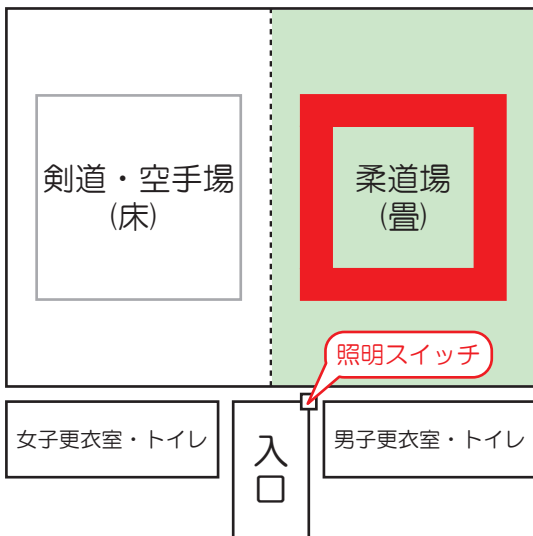 剣道・空手場
(床)
柔道場
(畳)
照明スイッチ
女子更衣室・トイレ
入口
男子更衣室・トイレ